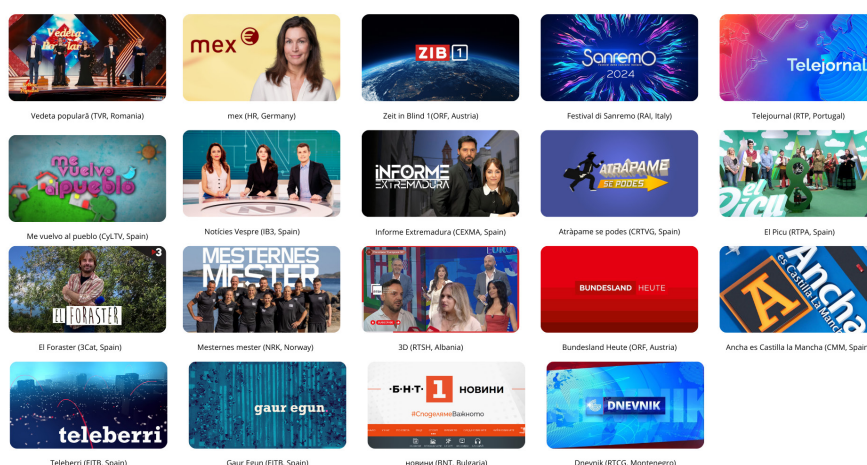 Vedeta
Populară
mex
ZIB 1
Sanremo
2024
Telejornal
Vedeta populară (TVR, Romania)
mex (HR, Germany)
Zeit in Blind 1(ORF, Austria)
Festival di Sanremo (RAI, Italy)
Telejournal (RTP, Portugal)
me
vuelvo
al pueblo
N
INFORME
EXTREMADURA
ATRÁPAME
SE PODES
el
Picu
Me vuelvo al pueblo (CyLTV, Spain)
Notícies Vespre (IB3, Spain)
Informe Extremadura (CEXMA, Spain)
Atràpame se podes (CRTVG, Spain)
El Picu (RTPA, Spain)
3
EL FORASTER
MESTERNES
MESTER
BUNDESLAND HEUTE
A
Ancha
es Castilla La Mancha
El Foraster (3Cat, Spain)
Mesternes mester (NRK, Norway)
3D (RTSH, Albania)
Bundesland Heute (ORF, Austria)
Ancha es Castilla la Mancha (CMM, Spain
teleberri
gaur egun
·Б·Н·Т· 1 НОВИНИ
#СподелямеВажното
DNEVNIK
Teleberri (EITB, Spain)
Gaur Egun (EITB, Spain)
новини (BNT, Bulgaria)
Dnevnik (RTCG, Montenegro)